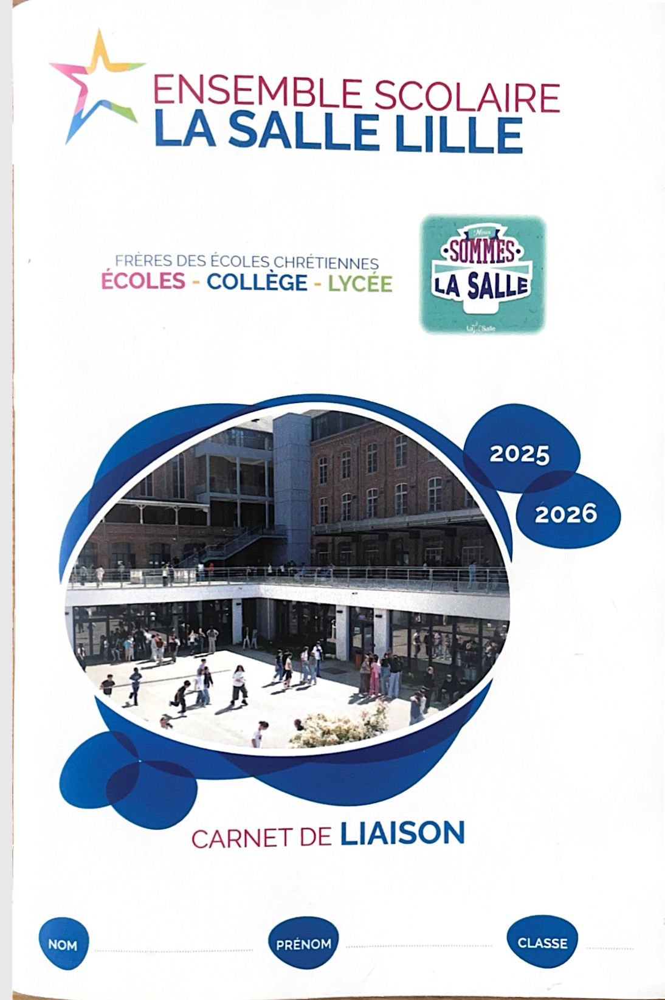 ENSEMBLE SCOLAIRE
LA SALLE LILLE
FRÈRES DES ÉCOLES CHRÉTIENNES
ÉCOLES - COLLÈGE - LYCÉE
Nous
SOMMES
LA SALLE
La Salle
2025
2026
CARNET DE LIAISON
NOM
PRÉNOM
CLASSE